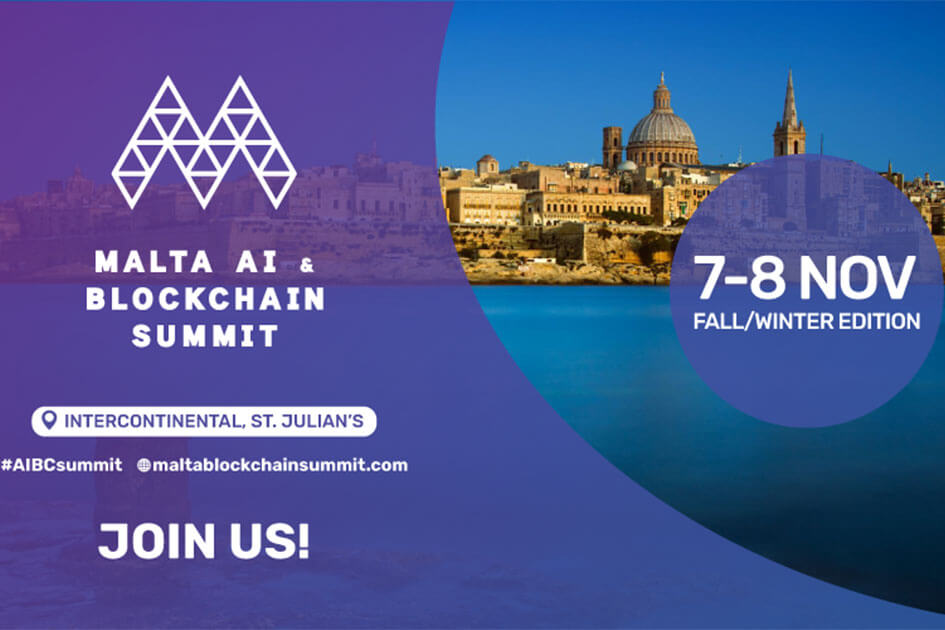 MALTA AI &
BLOCKCHAIN
SUMMIT
INTERCONTINENTAL, ST. JULIAN'S
#AIBCsummit maltablockchainsummit.com
JOIN US!
7-8 NOV
FALL/WINTER EDITION